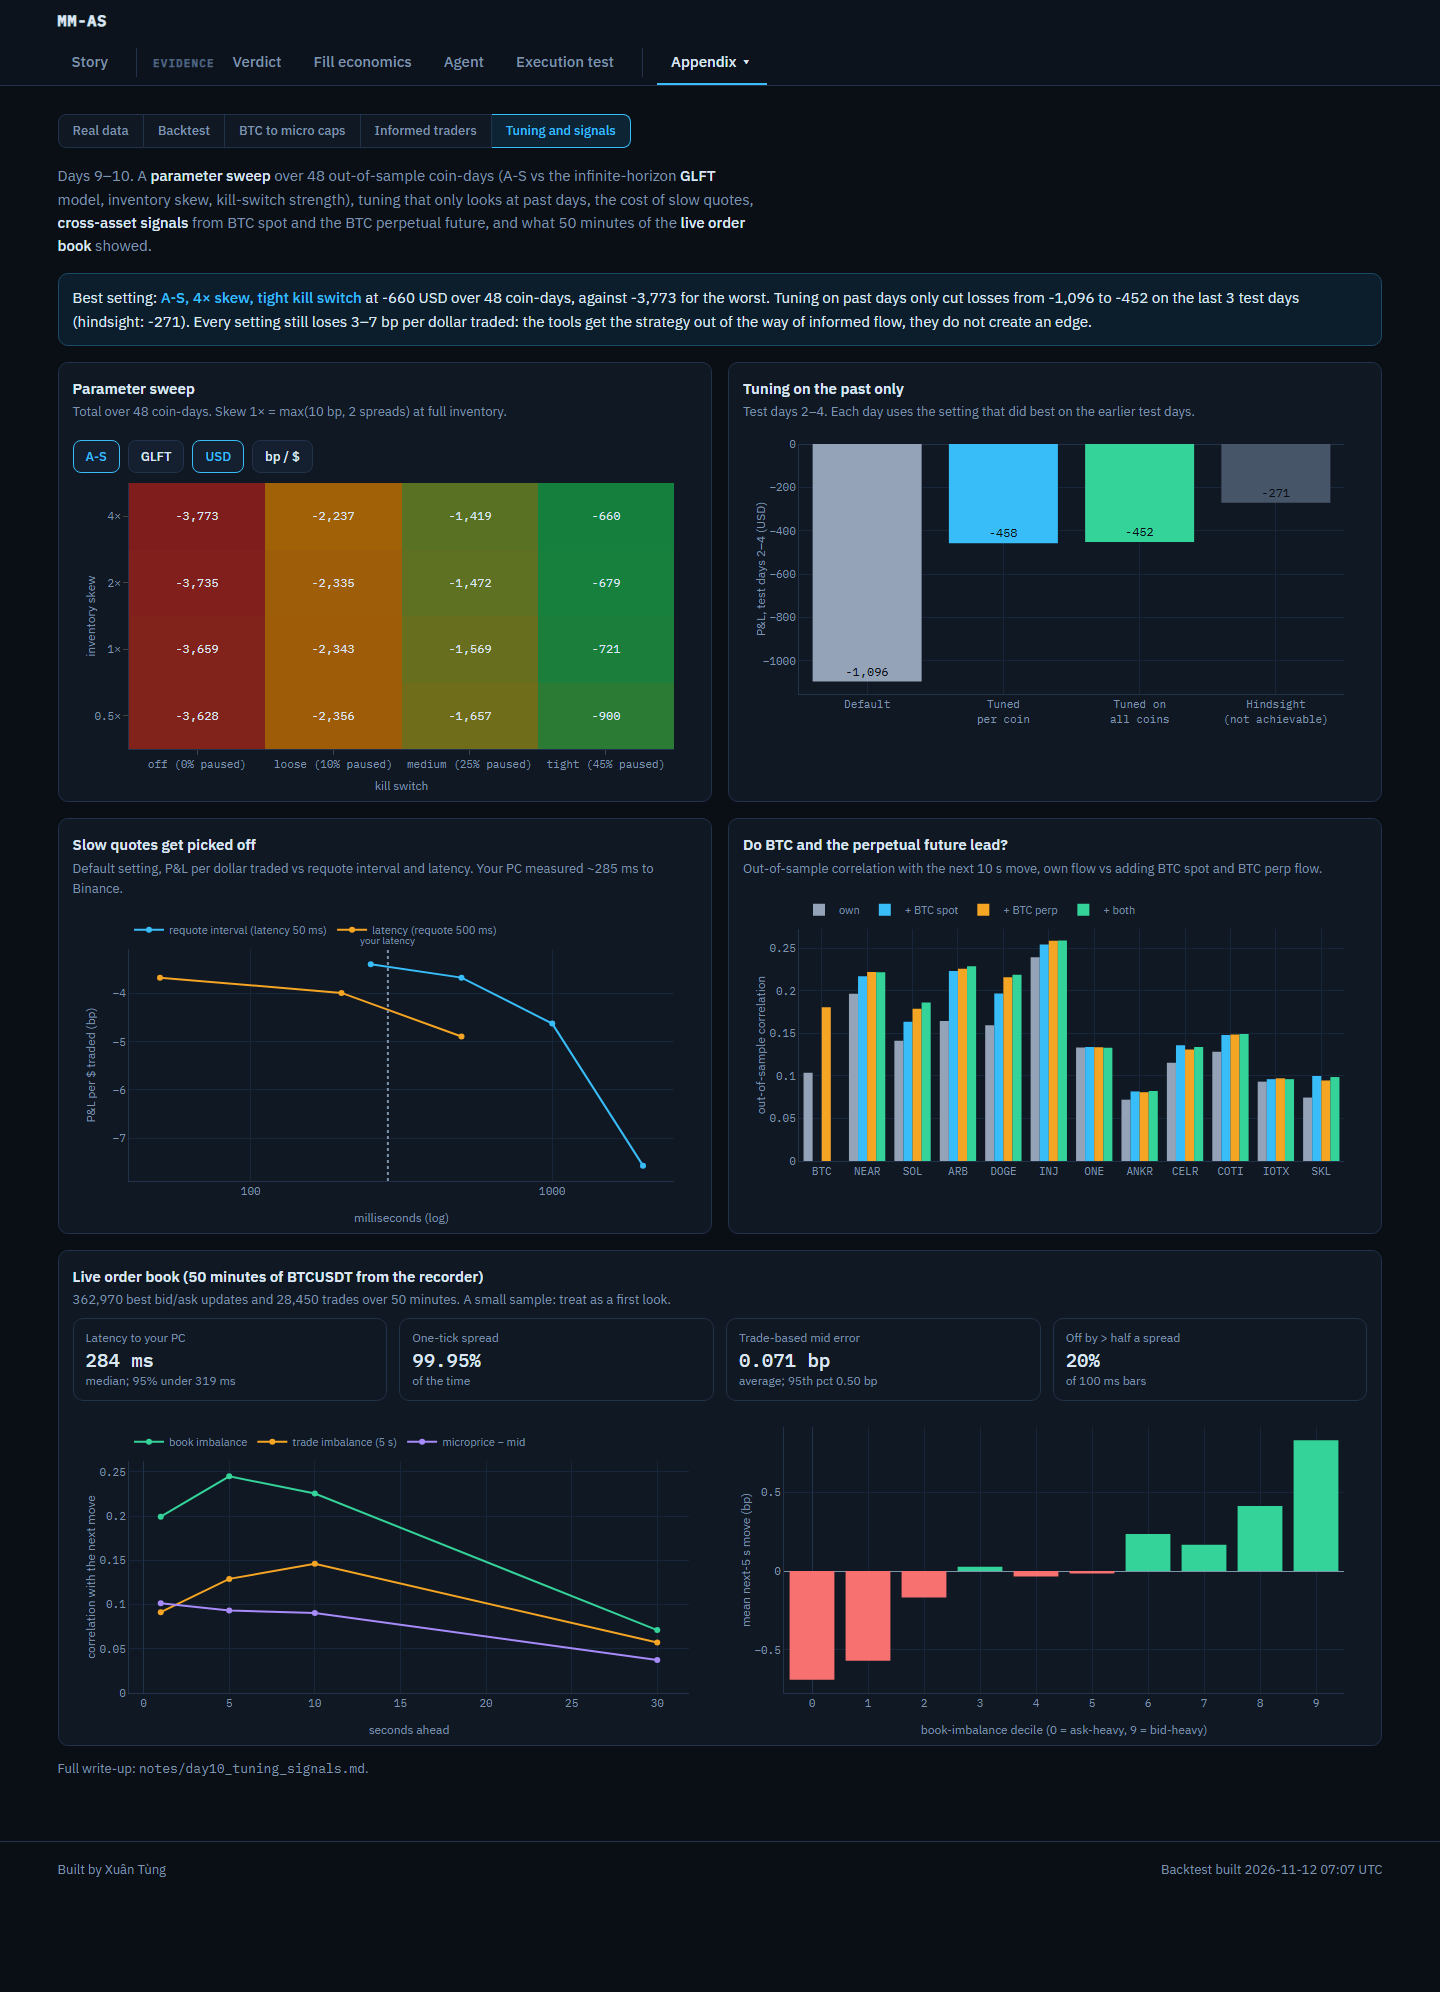 MM-AS
Story
EVIDENCE
Verdict
Fill economics
Agent
Execution test
Appendix ▾
Real data
Backtest
BTC to micro caps
Informed traders
Tuning and signals
Days 9–10. A parameter sweep over 48 out-of-sample coin-days (A-S vs the infinite-horizon GLFT
model, inventory skew, kill-switch strength), tuning that only looks at past days, the cost of slow quotes,
cross-asset signals from BTC spot and the BTC perpetual future, and what 50 minutes of the live order
book showed.
Best setting: A-S, 4× skew, tight kill switch at -660 USD over 48 coin-days, against -3,773 for the worst. Tuning on past days only cut losses from -1,096 to -452 on the last 3 test days
(hindsight: -271). Every setting still loses 3–7 bp per dollar traded: the tools get the strategy out of the way of informed flow, they do not create an edge.
Parameter sweep
Total over 48 coin-days. Skew 1× = max(10 bp, 2 spreads) at full inventory.
A-S
GLFT
USD
bp / $
inventory skew
4×
-3,773
-2,237
-1,419
-660
2×
-3,735
-2,335
-1,472
-679
1×
-3,659
-2,343
-1,569
-721
0.5×
-3,628
-2,356
-1,657
-900
off (0% paused)
loose (10% paused)
medium (25% paused)
tight (45% paused)
kill switch
Tuning on the past only
Test days 2–4. Each day uses the setting that did best on the earlier test days.
P&L, test days 2–4 (USD)
0
−200
−400
−600
−800
−1000
-1,096
-458
-452
-271
Default
Tuned
per coin
Tuned on
all coins
Hindsight
(not achievable)
Slow quotes get picked off
Default setting, P&L per dollar traded vs requote interval and latency. Your PC measured ~285 ms to
Binance.
requote interval (latency 50 ms)
latency (requote 500 ms)
your latency
P&L per $ traded (bp)
−4
−5
−6
−7
100
1000
milliseconds (log)
Do BTC and the perpetual future lead?
Out-of-sample correlation with the next 10 s move, own flow vs adding BTC spot and BTC perp flow.
own
+ BTC spot
+ BTC perp
+ both
out-of-sample correlation
0.25
0.2
0.15
0.1
0.05
0
BTC
NEAR
SOL
ARB
DOGE
INJ
ONE
ANKR
CELR
COTI
IOTX
SKL
Live order book (50 minutes of BTCUSDT from the recorder)
362,970 best bid/ask updates and 28,450 trades over 50 minutes. A small sample: treat as a first look.
Latency to your PC
284 ms
median; 95% under 319 ms
One-tick spread
99.95%
of the time
Trade-based mid error
0.071 bp
average; 95th pct 0.50 bp
Off by > half a spread
20%
of 100 ms bars
book imbalance
trade imbalance (5 s)
microprice − mid
correlation with the next move
0.25
0.2
0.15
0.1
0.05
0
0
5
10
15
20
25
30
seconds ahead
mean next-5 s move (bp)
0.5
0
−0.5
0
1
2
3
4
5
6
7
8
9
book-imbalance decile (0 = ask-heavy, 9 = bid-heavy)
Full write-up: notes/day10_tuning_signals.md.
Built by Xuân Tùng
Backtest built 2026-11-12 07:07 UTC